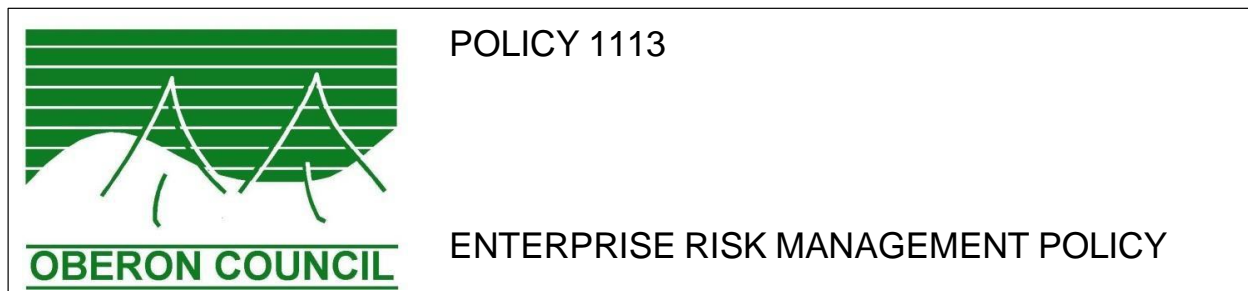 POLICY 1113
ENTERPRISE RISK MANAGEMENT POLICY
OBERON COUNCIL